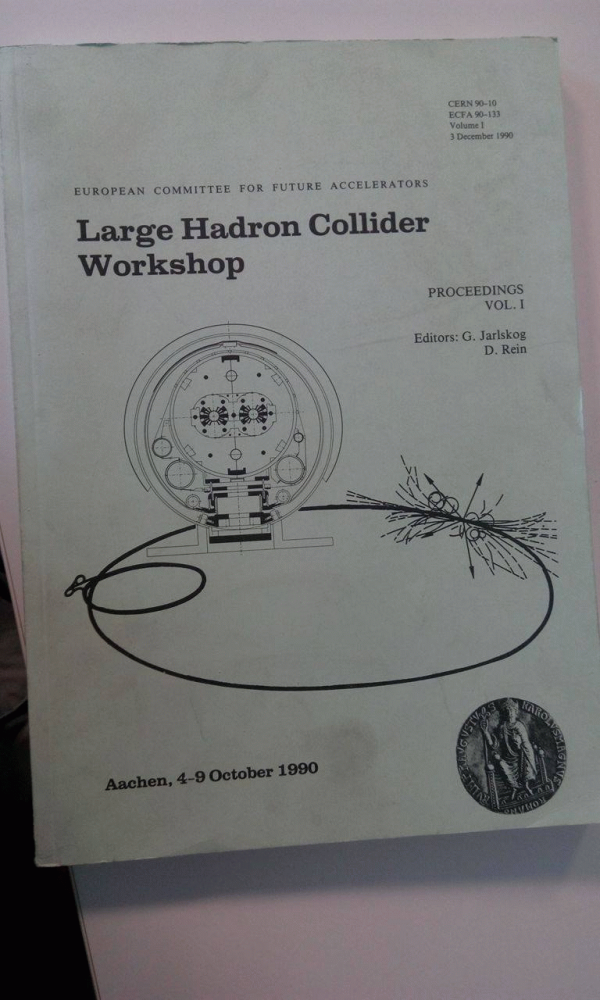 CERN 90-10
ECFA 90-133
Volume I
3 December 1990
EUROPEAN COMMITTEE FOR FUTURE ACCELERATORS
Large Hadron Collider
Workshop
PROCEEDINGS
VOL. I
Editors: G. Jarlskog
D. Rein
Aachen, 4-9 October 1990